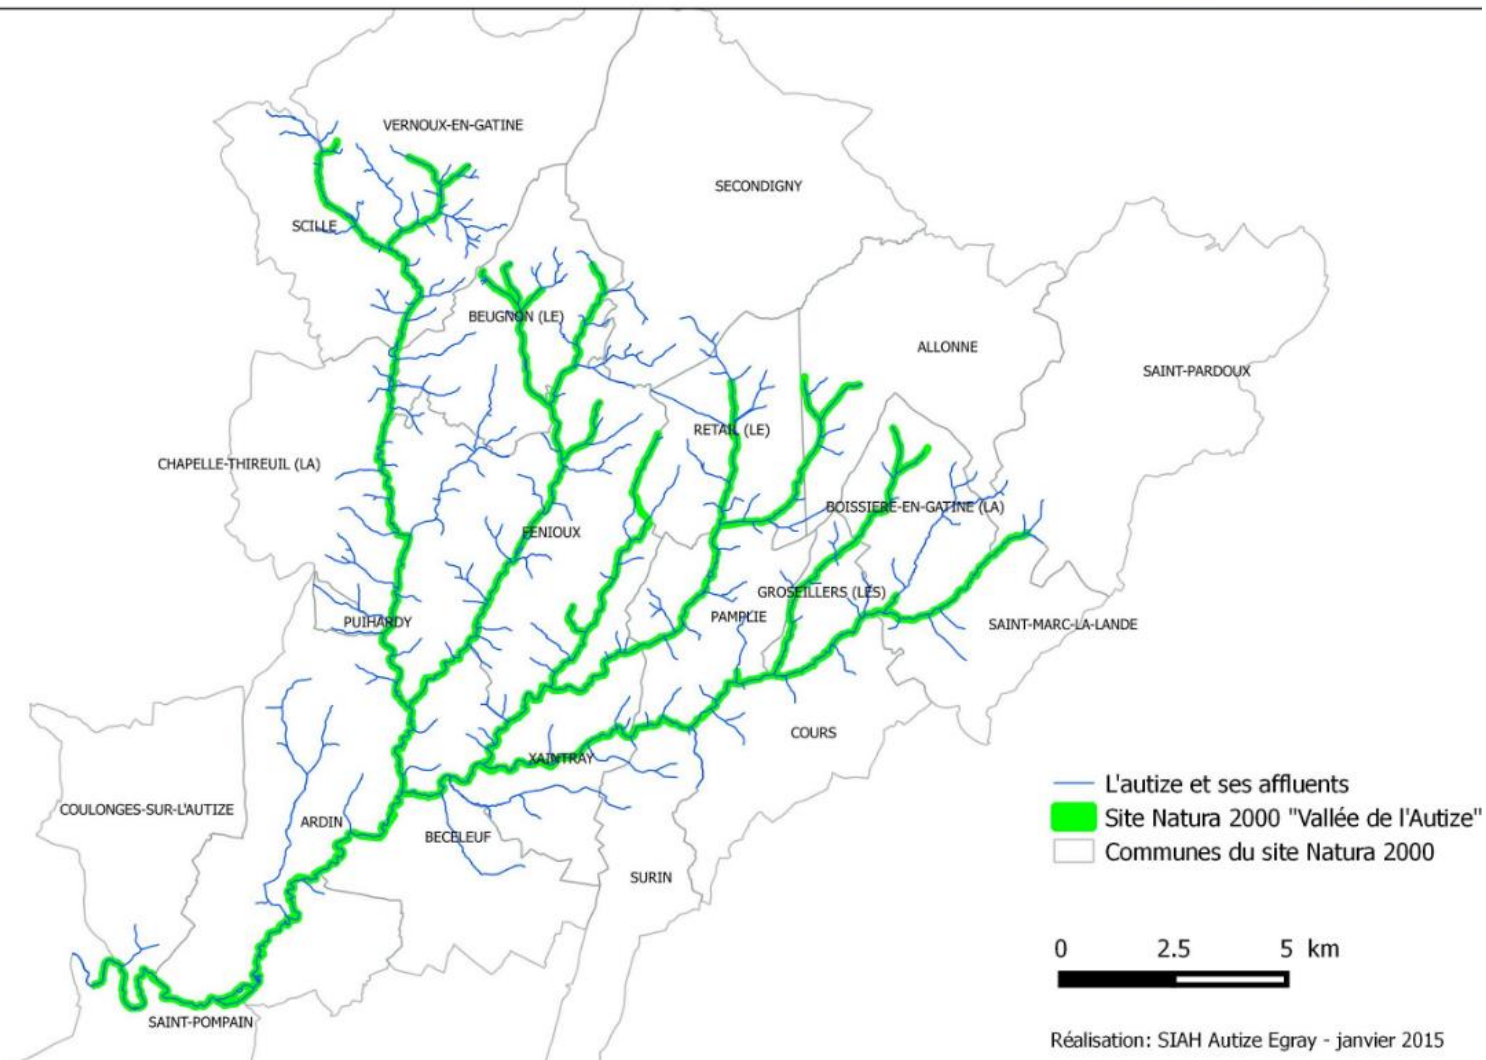 VERNOUX-EN-GATINE
SECONDIGNY
SCILLE
BEUGNON (LE)
ALLONNE
SAINT-PARDOUX
RETAIL (LE)
CHAPELLE-THIREUIL (LA)
BOISSIERE-EN-GATINE (LA)
FENIOUX
GROSEILLERS (LES)
PAMPLIE
PUIHARDY
SAINT-MARC-LA-LANDE
COURS
XAINTRAY
COULONGES-SUR-L'AUTIZE
ARDIN
BECELEUF
SURIN
SAINT-POMPAIN
L'autize et ses affluents
Site Natura 2000 "Vallée de l'Autize"
Communes du site Natura 2000
0 2.5 5 km
Réalisation: SIAH Autize Egray - janvier 2015